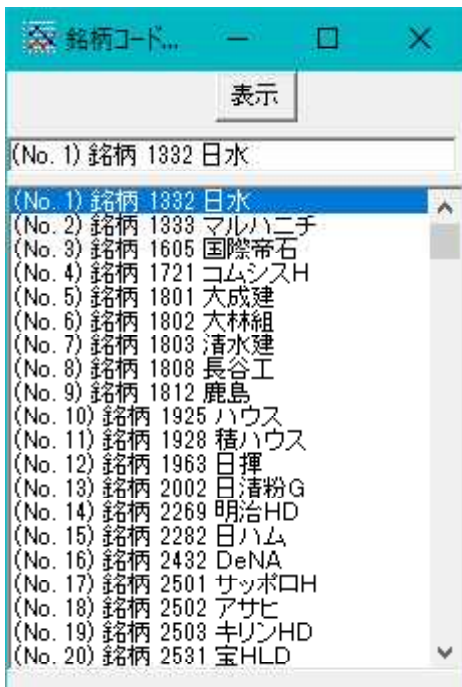 銘柄コード...
表示
(No. 1) 銘柄 1332 日水
(No. 1) 銘柄 1332 日水
(No. 2) 銘柄 1333 マルハニチ
(No. 3) 銘柄 1605 国際帝石
(No. 4) 銘柄 1721 コムシスH
(No. 5) 銘柄 1801 大成建
(No. 6) 銘柄 1802 大林組
(No. 7) 銘柄 1803 清水建
(No. 8) 銘柄 1808 長谷工
(No. 9) 銘柄 1812 鹿島
(No. 10) 銘柄 1925 ハウス
(No. 11) 銘柄 1928 積ハウス
(No. 12) 銘柄 1963 日揮
(No. 13) 銘柄 2002 日清粉G
(No. 14) 銘柄 2269 明治HD
(No. 15) 銘柄 2282 日ハム
(No. 16) 銘柄 2432 DeNA
(No. 17) 銘柄 2501 サッポロH
(No. 18) 銘柄 2502 アサヒ
(No. 19) 銘柄 2503 キリンHD
(No. 20) 銘柄 2531 宝HLD